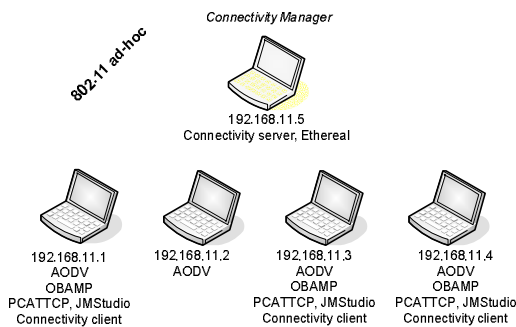 Connectivity Manager
802.11 ad-hoc
192.168.11.5
Connectivity server, Ethereal
192.168.11.1
AODV
OBAMP
PCATTCP, JMStudio
Connectivity client
192.168.11.2
AODV
192.168.11.3
AODV
OBAMP
PCATTCP, JMStudio
Connectivity client
192.168.11.4
AODV
OBAMP
PCATTCP, JMStudio
Connectivity client